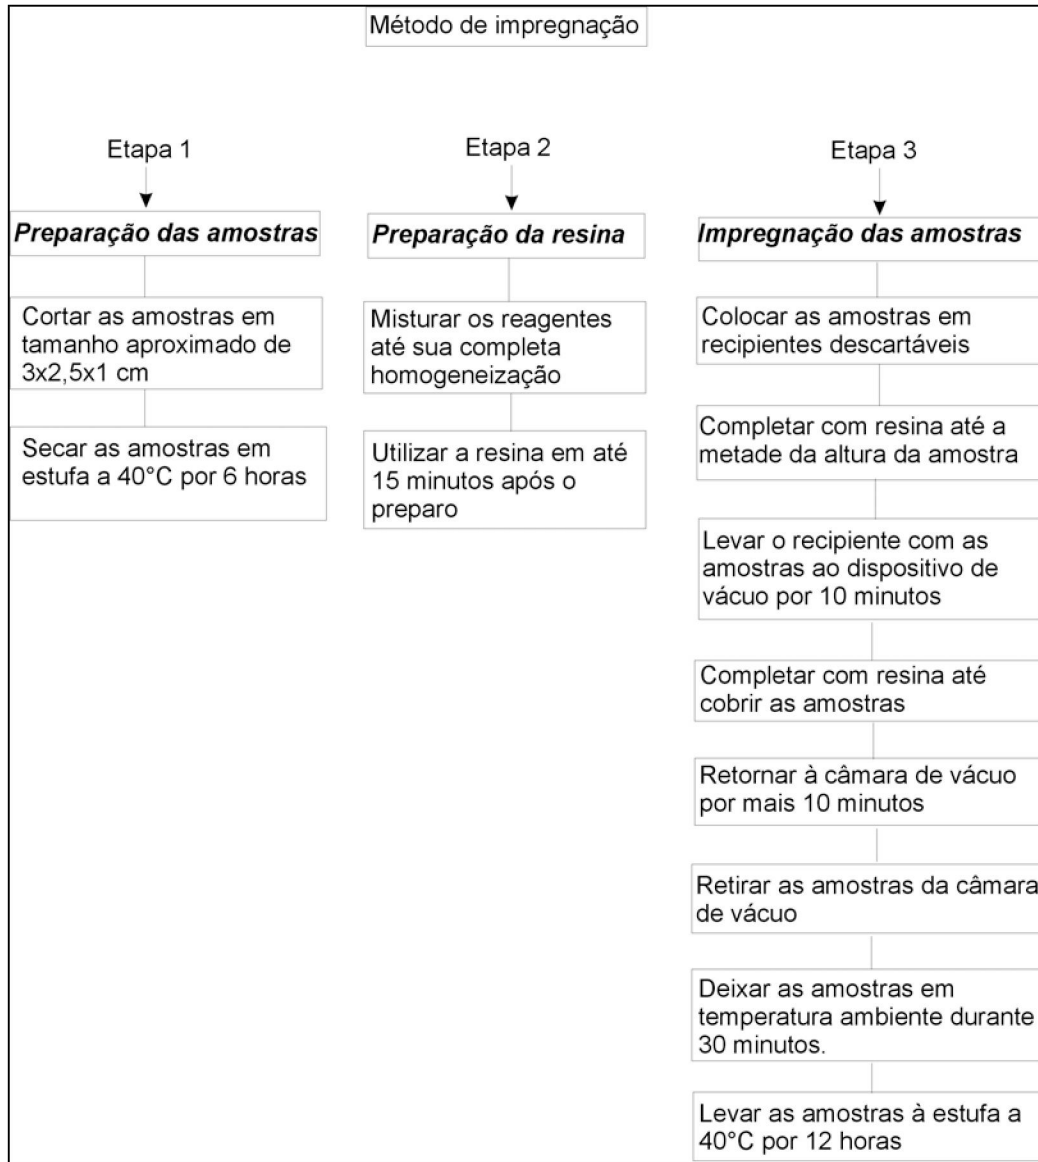 Método de impregnação
Etapa 1
Preparação das amostras
Cortar as amostras em
tamanho aproximado de
3x2,5x1 cm
Secar as amostras em
estufa a 40°C por 6 horas
Etapa 2
Preparação da resina
Misturar os reagentes
até sua completa
homogeneização
Utilizar a resina em até
15 minutos após o
preparo
Etapa 3
Impregnação das amostras
Colocar as amostras em
recipientes descartáveis
Completar com resina até a
metade da altura da amostra
Levar o recipiente com as
amostras ao dispositivo de
vácuo por 10 minutos
Completar com resina até
cobrir as amostras
Retornar à câmara de vácuo
por mais 10 minutos
Retirar as amostras da câmara
de vácuo
Deixar as amostras em
temperatura ambiente durante
30 minutos.
Levar as amostras à estufa a
40°C por 12 horas